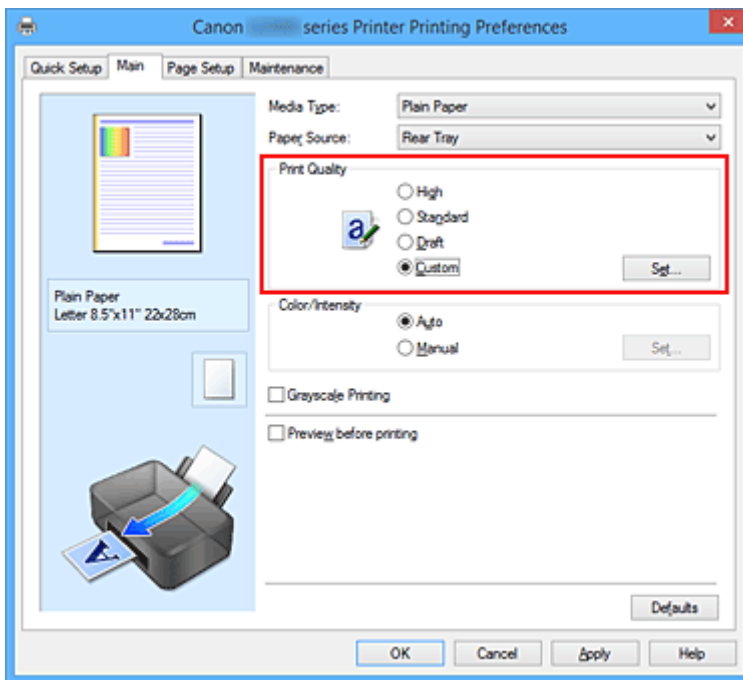 Canon series Printer Printing Preferences
Quick Setup Main Page Setup Maintenance
Media Type: Plain Paper
Paper Source: Rear Tray
Print Quality
High
Standard
Draft
Custom Set...
Plain Paper
Letter 8.5"x11" 22x28cm
Color/Intensity
Auto
Manual Set...
Grayscale Printing
Preview before printing
Defaults
OK Cancel Apply Help